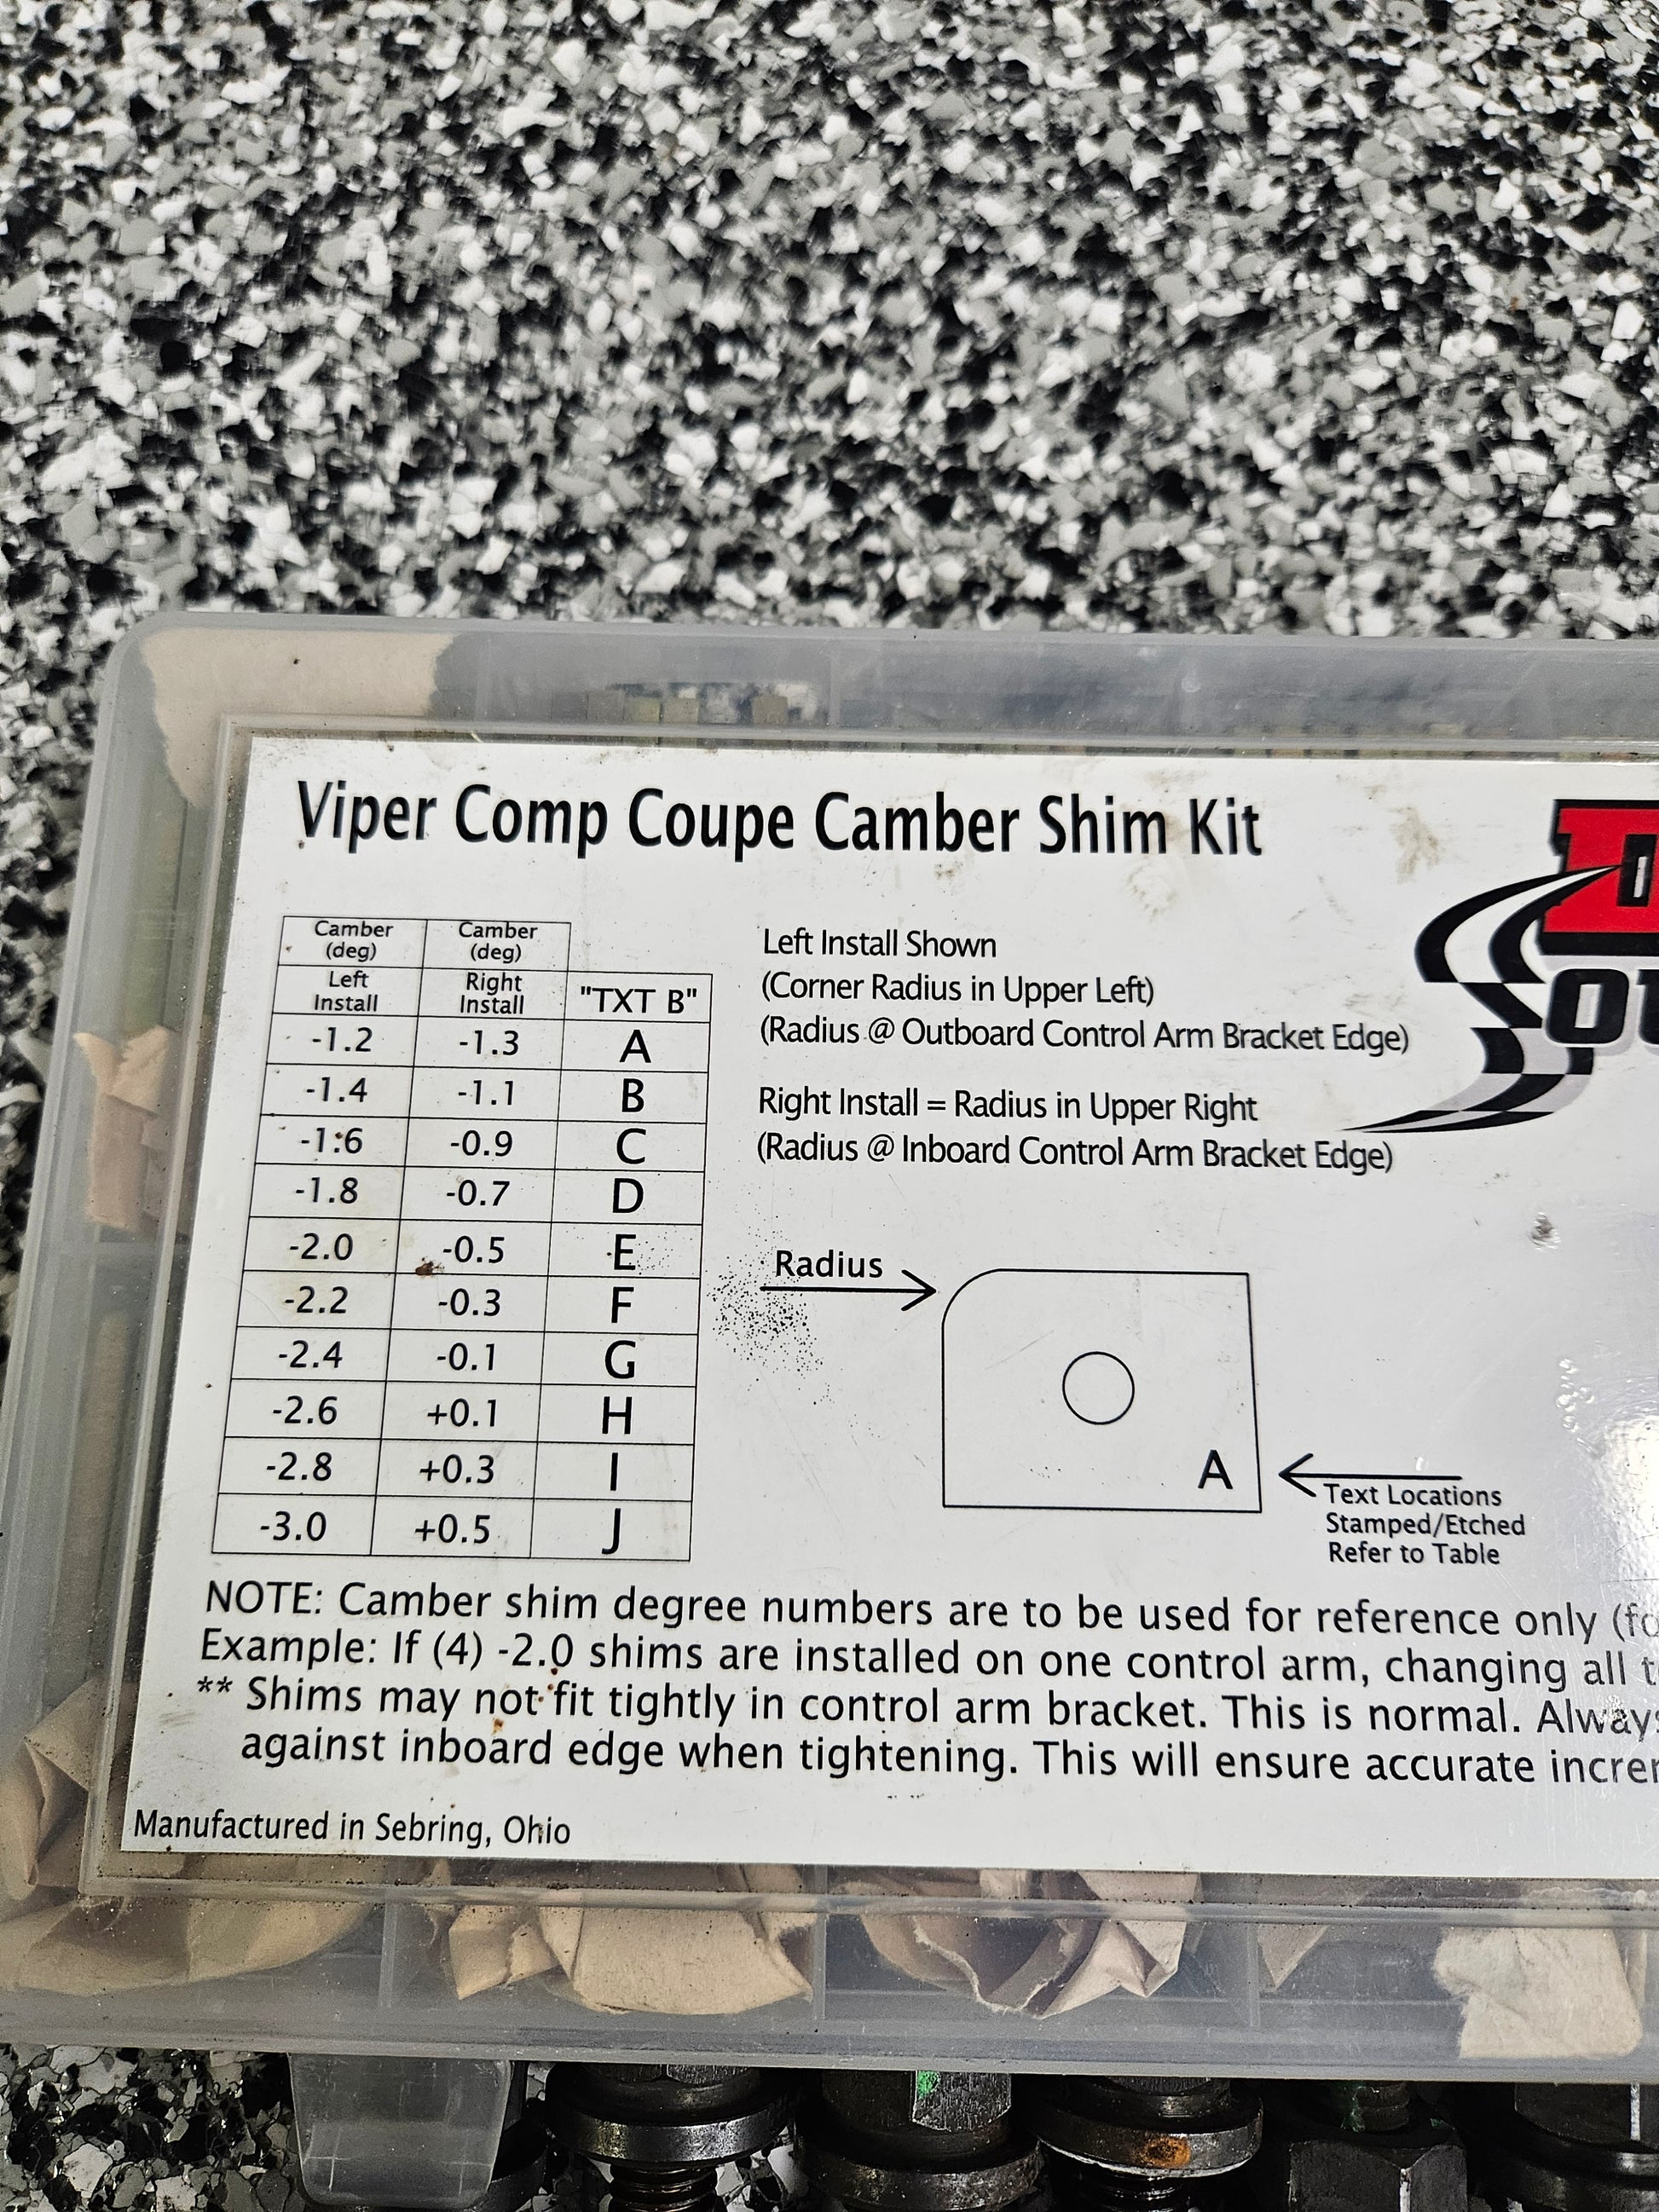 Viper Comp Coupe Camber Shim Kit
Camber (deg) Camber (deg)
Left Install Right Install "TXT B"
-1.2 -1.3 A
-1.4 -1.1 B
-1.6 -0.9 C
-1.8 -0.7 D
-2.0 -0.5 E
-2.2 -0.3 F
-2.4 -0.1 G
-2.6 +0.1 H
-2.8 +0.3 I
-3.0 +0.5 J
Left Install Shown
(Corner Radius in Upper Left)
(Radius @ Outboard Control Arm Bracket Edge)
Right Install = Radius in Upper Right
(Radius @ Inboard Control Arm Bracket Edge)
Radius
A
Text Locations
Stamped/Etched
Refer to Table
NOTE: Camber shim degree numbers are to be used for reference only
Example: If (4) -2.0 shims are installed on one control arm, changing all
** Shims may not fit tightly in control arm bracket. This is normal. Always
against inboard edge when tightening. This will ensure accurate
Manufactured in Sebring, Ohio